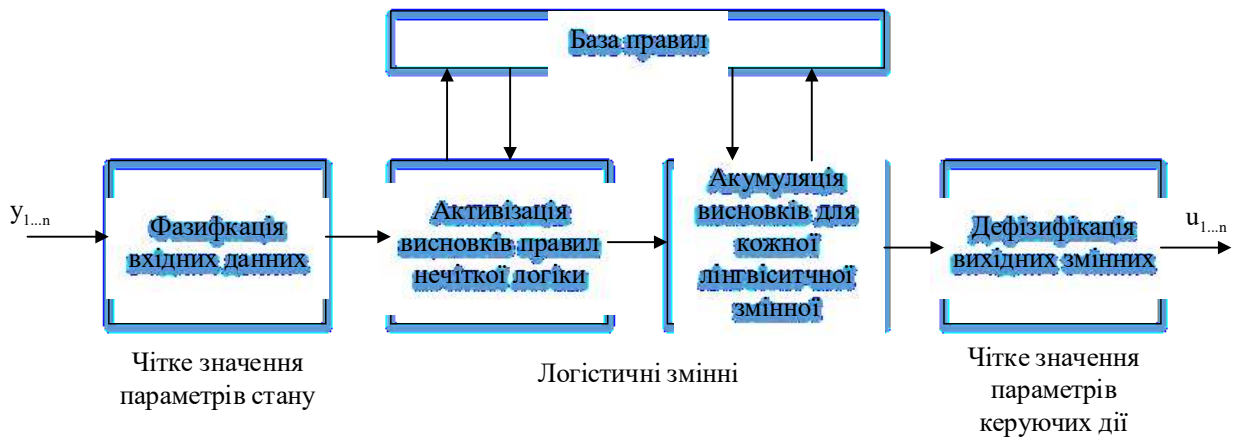 База правил
y1...n
Фазифкація
вхідних данних
Активізація
висновків правил
нечіткої логіки
Акумуляція
висновків для
кожної
лінгвіситчної
змінної
Дефізифікація
вихідних змінних
u1...n
Чітке значення
параметрів стану
Логістичні змінні
Чітке значення
параметрів
керуючих дії